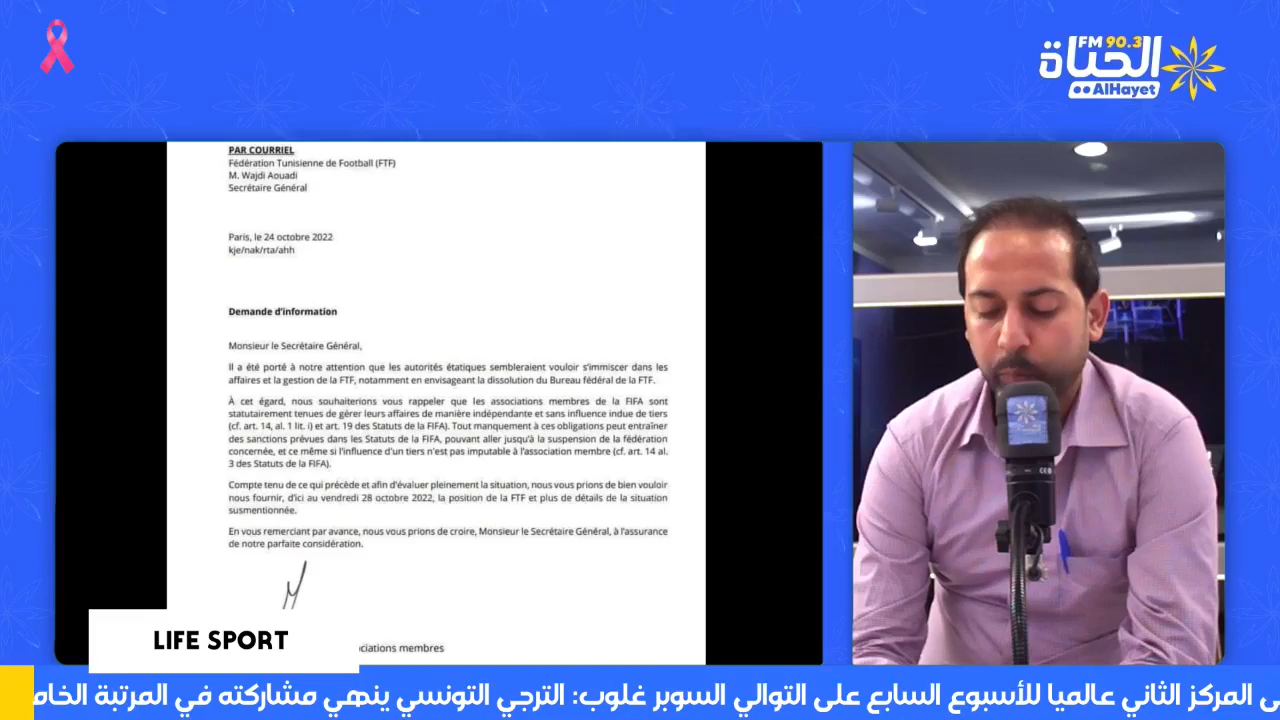 FM 90.3
الحياة
AlHayet
PAR COURRIEL
Fédération Tunisienne de Football (FTF)
M. Wajdi Aouadi
Secrétaire Général
Paris, le 24 octobre 2022
kje/nak/rta/ahh
Demande d'information
Monsieur le Secrétaire Général,
Il a été porté à notre attention que les autorités étatiques sembleraient vouloir s'immiscer dans les
affaires et la gestion de la FTF, notamment en envisageant la dissolution du Bureau fédéral de la FTF.
À cet égard, nous souhaiterions vous rappeler que les associations membres de la FIFA sont
statutairement tenues de gérer leurs affaires de manière indépendante et sans influence indue de tiers
(cf. art. 14, al. 1 lit. i) et art. 19 des Statuts de la FIFA). Tout manquement à ces obligations peut entraîner
des sanctions prévues dans les Statuts de la FIFA, pouvant aller jusqu'à la suspension de la fédération
concernée, et ce même si l'influence d'un tiers n'est pas imputable à l'association membre (cf. art. 14 al.
3 des Statuts de la FIFA).
Compte tenu de ce qui précède et afin d'évaluer pleinement la situation, nous vous prions de bien vouloir
nous fournir, d'ici au vendredi 28 octobre 2022, la position de la FTF et plus de détails de la situation
susmentionnée.
En vous remerciant par avance, nous vous prions de croire, Monsieur le Secrétaire Général, à l'assurance
de notre parfaite considération.
ciations membres
LIFE SPORT
المركز الثاني عالميا للأسبوع السابع على التوالي السوبر غلوب: الترجي التونسي ينهي مشاركته في المرتبة الخام